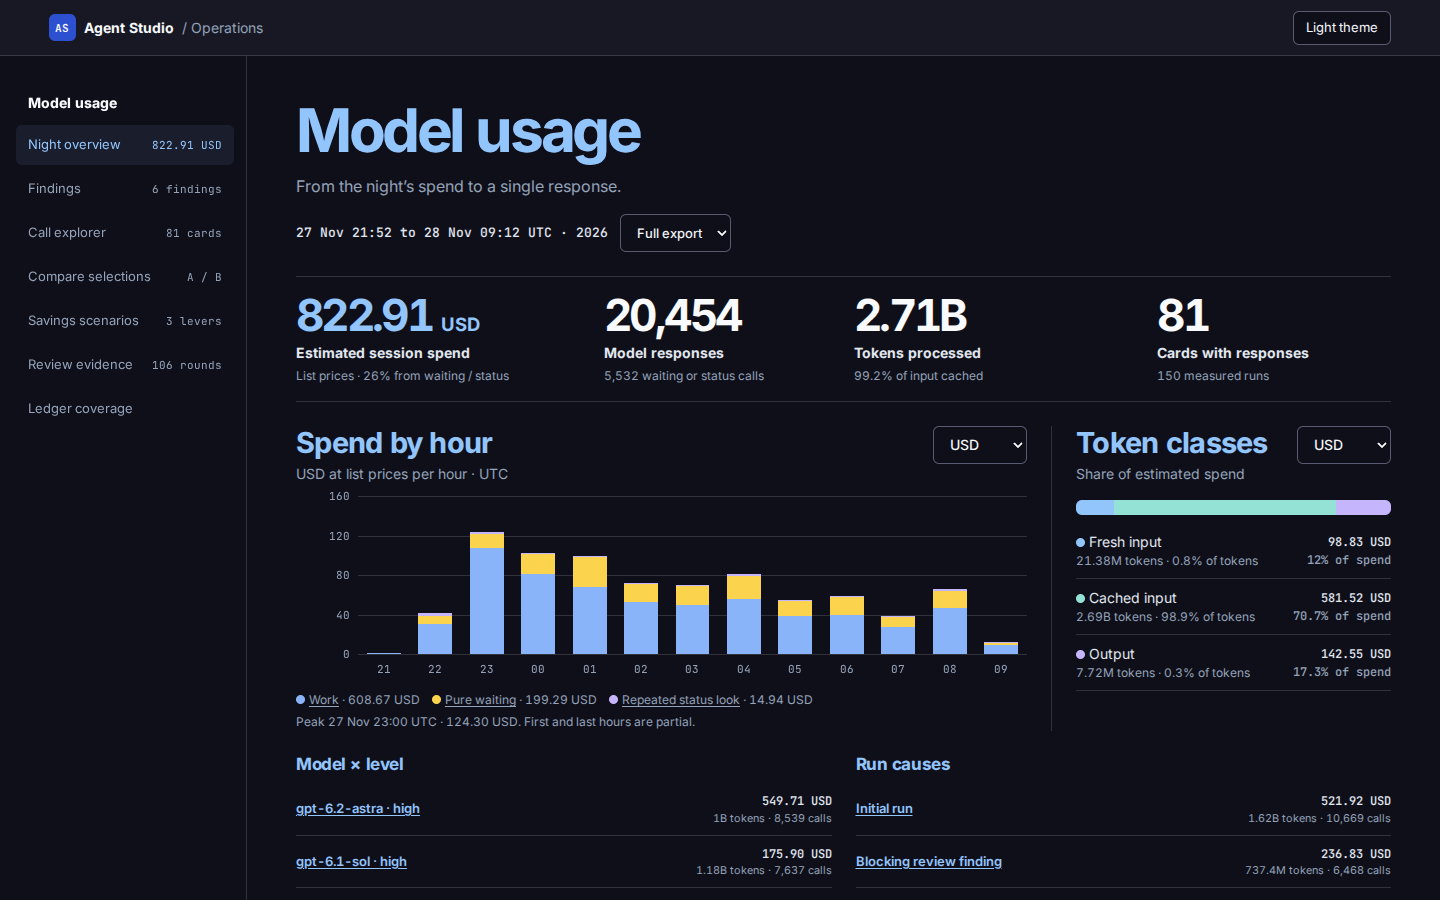 AS Agent Studio / Operations
Light theme
Model usage
Night overview 822.91 USD
Findings 6 findings
Call explorer 81 cards
Compare selections A / B
Savings scenarios 3 levers
Review evidence 106 rounds
Ledger coverage
Model usage
From the night’s spend to a single response.
27 Nov 21:52 to 28 Nov 09:12 UTC · 2026 Full export
822.91 USD
Estimated session spend
List prices · 26% from waiting / status
20,454
Model responses
5,532 waiting or status calls
2.71B
Tokens processed
99.2% of input cached
81
Cards with responses
150 measured runs
Spend by hour USD
USD at list prices per hour · UTC
160
120
80
40
0
21 22 23 00 01 02 03 04 05 06 07 08 09
Work · 608.67 USD Pure waiting · 199.29 USD Repeated status look · 14.94 USD
Peak 27 Nov 23:00 UTC · 124.30 USD. First and last hours are partial.
Token classes USD
Share of estimated spend
Fresh input 98.83 USD
21.38M tokens · 0.8% of tokens 12% of spend
Cached input 581.52 USD
2.69B tokens · 98.9% of tokens 70.7% of spend
Output 142.55 USD
7.72M tokens · 0.3% of tokens 17.3% of spend
Model × level
gpt-6.2-astra · high 549.71 USD
1B tokens · 8,539 calls
gpt-6.1-sol · high 175.90 USD
1.18B tokens · 7,637 calls
Run causes
Initial run 521.92 USD
1.62B tokens · 10,669 calls
Blocking review finding 236.83 USD
737.4M tokens · 6,468 calls